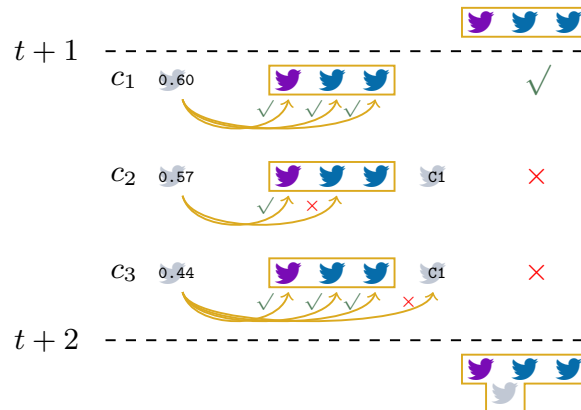 t + 1
c₁ 0.60 √ √ √ √
c₂ 0.57 C1 √ × ×
c₃ 0.44 C1 √ √ √ × ×
t + 2